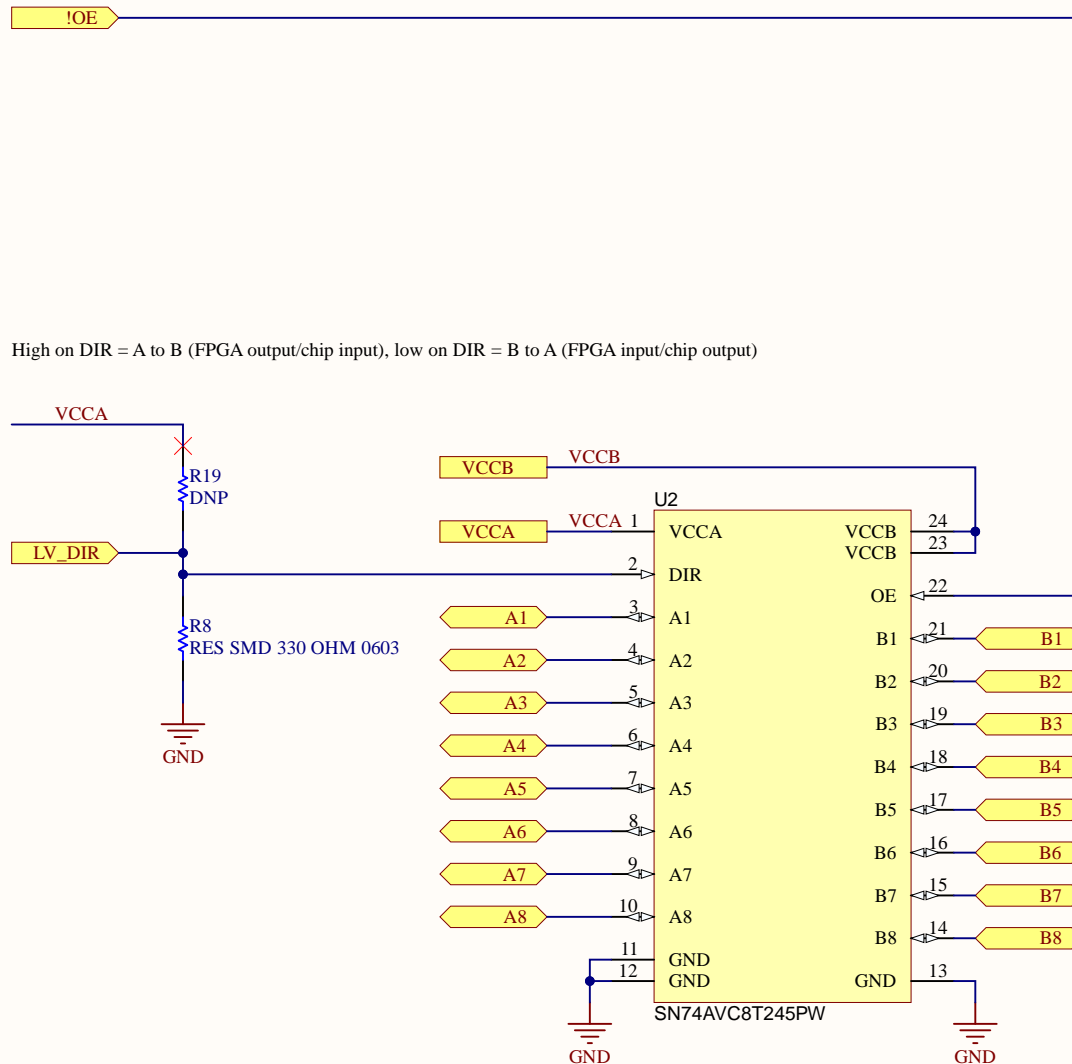 !OE
High on DIR = A to B (FPGA output/chip input), low on DIR = B to A (FPGA input/chip output)
VCCA
R19
DNP
LV_DIR
R8
RES SMD 330 OHM 0603
GND
VCCB VCCB
VCCA VCCA
U2
1 VCCA VCCB 24
VCCB 23
2 DIR
OE 22
A1 3 A1
B1 21 B1
A2 4 A2
B2 20 B2
A3 5 A3
B3 19 B3
A4 6 A4
B4 18 B4
A5 7 A5
B5 17 B5
A6 8 A6
B6 16 B6
A7 9 A7
B7 15 B7
A8 10 A8
B8 14 B8
11 GND
12 GND GND 13
SN74AVC8T245PW
GND GND